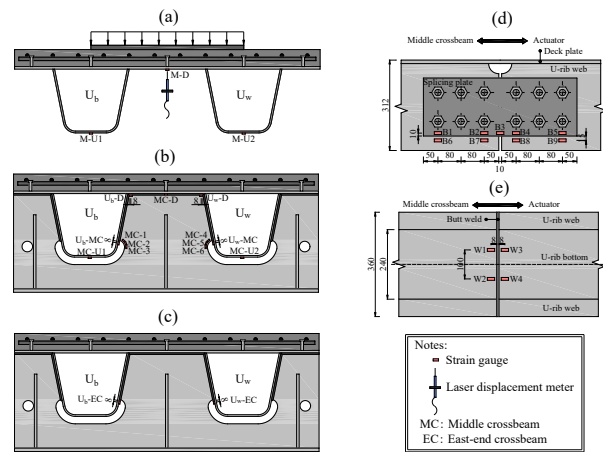 (a)
M-D
U_b
U_w
M-U1
M-U2
(b)
U_b-D
MC-D
U_w-D
8
8
U_b
U_w
MC-1
MC-2
MC-3
MC-4
MC-5
MC-6
U_b-MC
U_w-MC
MC-U1
MC-U2
(c)
U_b
U_w
U_b-EC
U_w-EC
(d)
Middle crossbeam
Actuator
Deck plate
U-rib web
Splicing plate
312
B1
B2
B3
B4
B5
B6
B7
B8
B9
50 80 80 50 50 80 80 50
10
(e)
Middle crossbeam
Actuator
Butt weld
U-rib web
8 8
W1
W3
U-rib bottom
360
240
100
W2
W4
U-rib web
Notes:
Strain gauge
Laser displacement meter
MC: Middle crossbeam
EC: East-end crossbeam